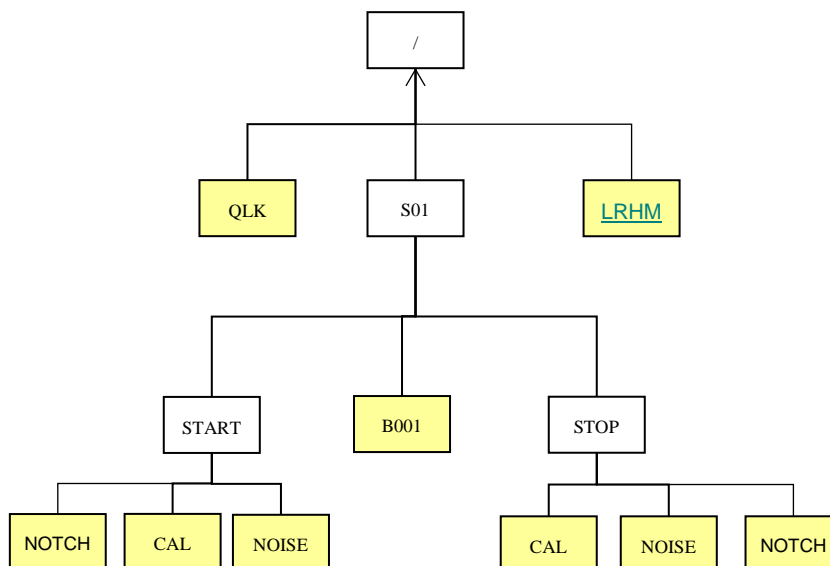 /
QLK
S01
LRHM
START
B001
STOP
NOTCH
CAL
NOISE
CAL
NOISE
NOTCH